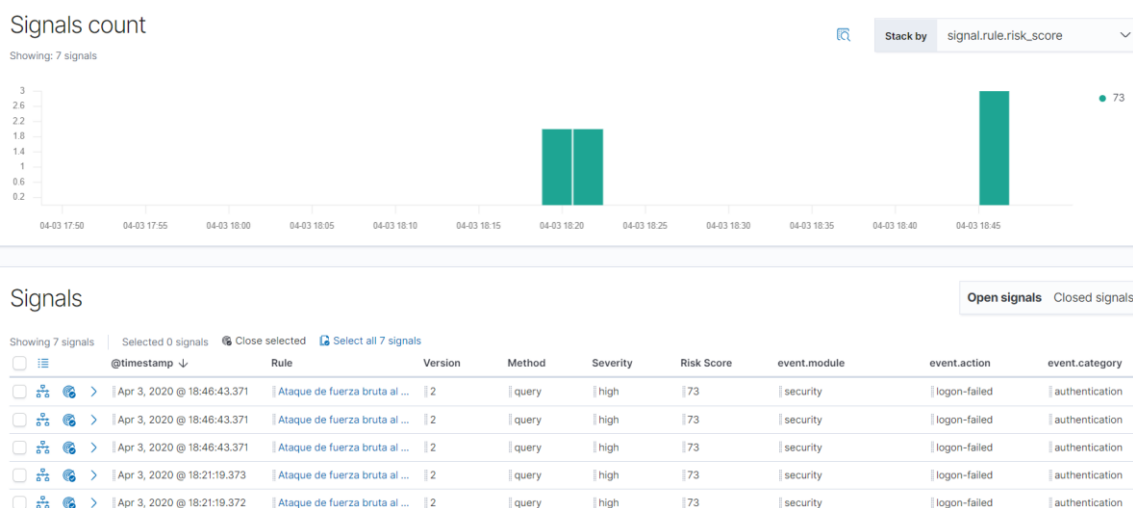 Signals count
Stack by signal.rule.risk_score
Showing: 7 signals
3
2.6
2.2
1.8
1.4
1
0.6
0.2
73
04-03 17:50 04-03 17:55 04-03 18:00 04-03 18:05 04-03 18:10 04-03 18:15 04-03 18:20 04-03 18:25 04-03 18:30 04-03 18:35 04-03 18:40 04-03 18:45
Signals
Open signals Closed signals
Showing 7 signals Selected 0 signals Close selected Select all 7 signals
@timestamp Rule Version Method Severity Risk Score event.module event.action event.category
Apr 3, 2020 @ 18:46:43.371 Ataque de fuerza bruta al ... 2 query high 73 security logon-failed authentication
Apr 3, 2020 @ 18:46:43.371 Ataque de fuerza bruta al ... 2 query high 73 security logon-failed authentication
Apr 3, 2020 @ 18:46:43.371 Ataque de fuerza bruta al ... 2 query high 73 security logon-failed authentication
Apr 3, 2020 @ 18:21:19.373 Ataque de fuerza bruta al ... 2 query high 73 security logon-failed authentication
Apr 3, 2020 @ 18:21:19.372 Ataque de fuerza bruta al ... 2 query high 73 security logon-failed authentication